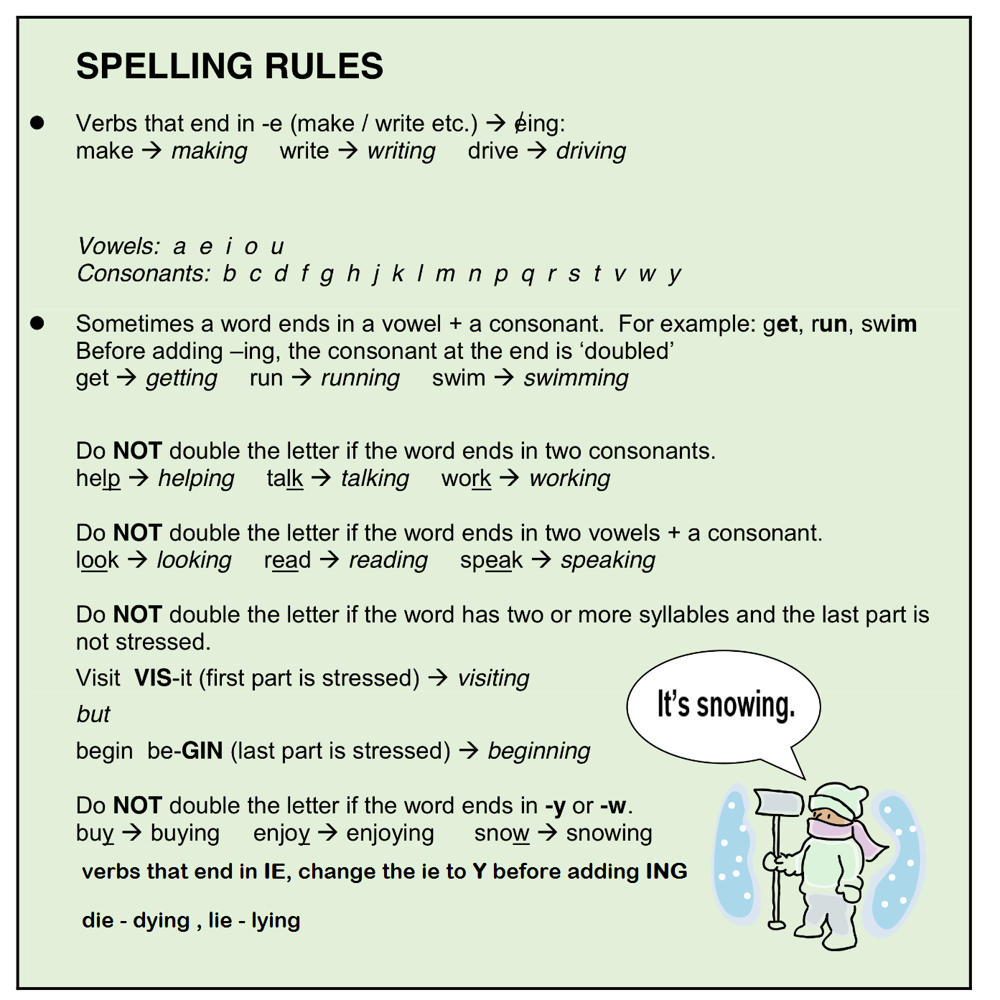 SPELLING RULES
● Verbs that end in -e (make / write etc.) → e̸ing:
make → making write → writing drive → driving
Vowels: a e i o u
Consonants: b c d f g h j k l m n p q r s t v w y
● Sometimes a word ends in a vowel + a consonant. For example: get, run, swim
Before adding –ing, the consonant at the end is ‘doubled’
get → getting run → running swim → swimming
Do NOT double the letter if the word ends in two consonants.
help → helping talk → talking work → working
Do NOT double the letter if the word ends in two vowels + a consonant.
look → looking read → reading speak → speaking
Do NOT double the letter if the word has two or more syllables and the last part is
not stressed.
Visit VIS-it (first part is stressed) → visiting
but
begin be-GIN (last part is stressed) → beginning
It’s snowing.
Do NOT double the letter if the word ends in -y or -w.
buy → buying enjoy → enjoying snow → snowing
verbs that end in IE, change the ie to Y before adding ING
die - dying , lie - lying